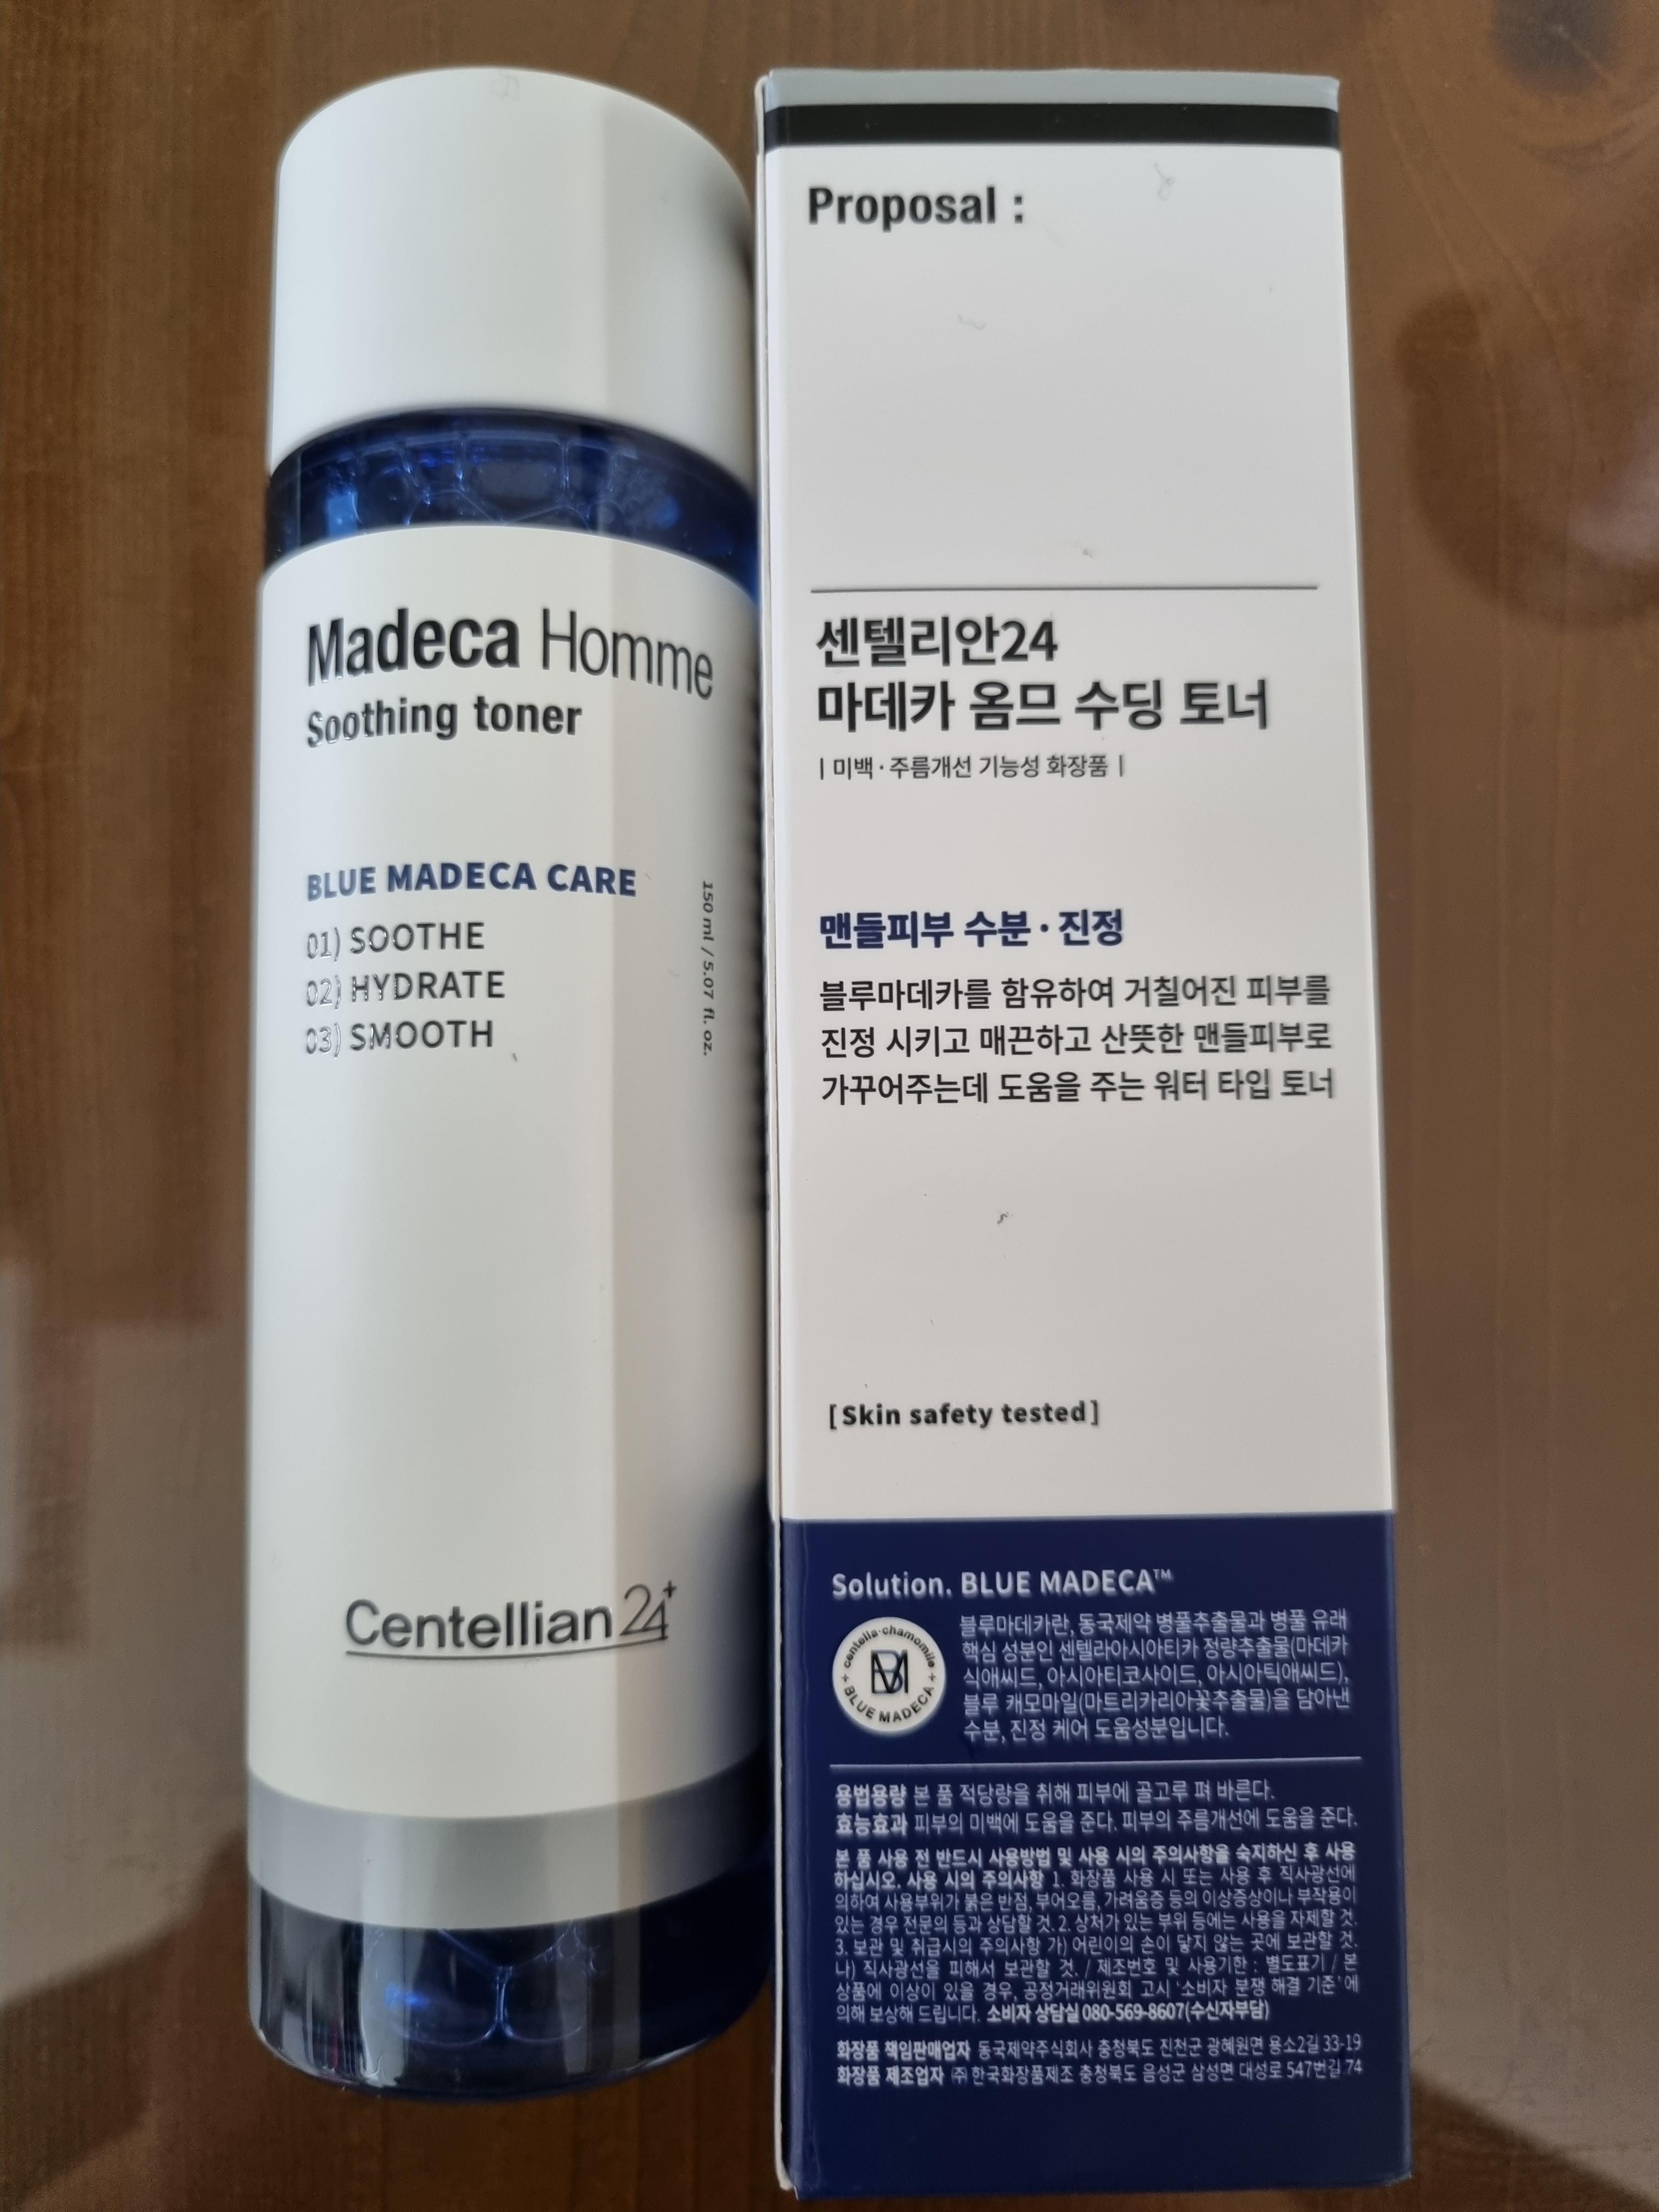 Madeca Homme
Soothing toner
BLUE MADECA CARE
01) SOOTHE
02) HYDRATE
03) SMOOTH
150 ml / 5.07 fl. oz.
Centellian24+
Proposal :
센텔리안24
마데카 옴므 수딩 토너
| 미백·주름개선 기능성 화장품 |
맨들피부 수분·진정
블루마데카를 함유하여 거칠어진 피부를
진정 시키고 매끈하고 산뜻한 맨들피부로
가꾸어주는데 도움을 주는 워터 타입 토너
[Skin safety tested]
Solution. BLUE MADECA™
centella·chamomile
BM
+ BLUE MADECA +
블루마데카란, 동국제약 병풀추출물과 병풀 유래
핵심 성분인 센텔라아시아티카 정량추출물(마데카
식애씨드, 아시아티코사이드, 아시아틱애씨드),
블루 캐모마일(마트리카리아꽃추출물)을 담아낸
수분, 진정 케어 도움성분입니다.
용법용량 본 품 적당량을 취해 피부에 골고루 펴 바른다.
효능효과 피부의 미백에 도움을 준다. 피부의 주름개선에 도움을 준다.
본 품 사용 전 반드시 사용방법 및 사용 시의 주의사항을 숙지하신 후 사용
하십시오. 사용 시의 주의사항 1. 화장품 사용 시 또는 사용 후 직사광선에
의하여 사용부위가 붉은 반점, 부어오름, 가려움증 등의 이상증상이나 부작용이
있는 경우 전문의 등과 상담할 것. 2. 상처가 있는 부위 등에는 사용을 자제할 것.
3. 보관 및 취급시의 주의사항 가) 어린이의 손이 닿지 않는 곳에 보관할 것.
나) 직사광선을 피해서 보관할 것. / 제조번호 및 사용기한 : 별도표기 / 본
상품에 이상이 있을 경우, 공정거래위원회 고시 '소비자 분쟁 해결 기준'에
의해 보상해 드립니다. 소비자 상담실 080-569-8607(수신자부담)
화장품 책임판매업자 동국제약주식회사 충청북도 진천군 광혜원면 용소2길 33-19
화장품 제조업자 ㈜한국화장품제조 충청북도 음성군 삼성면 대성로 547번길 74